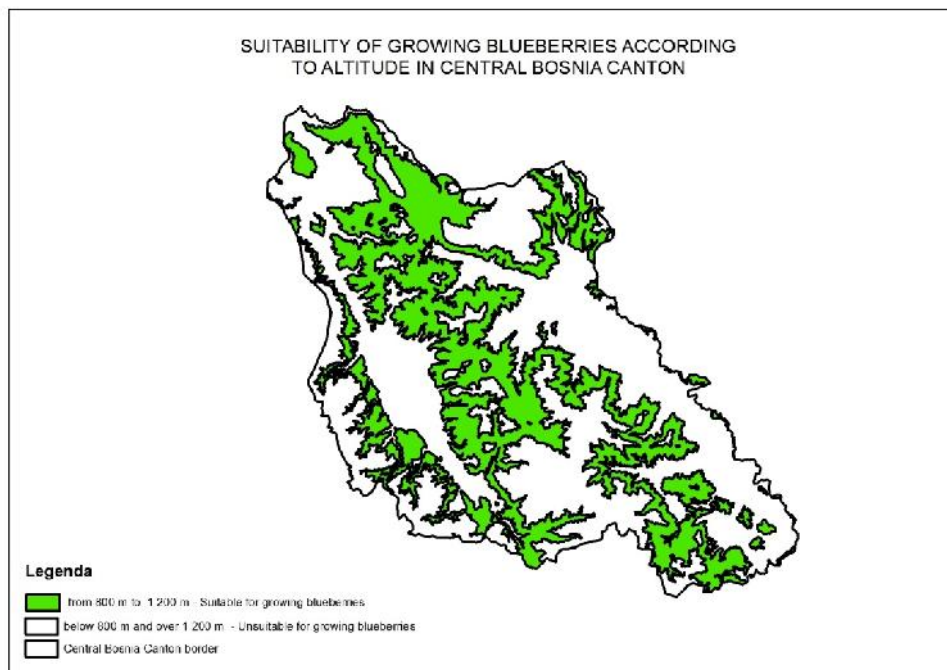 SUITABILITY OF GROWING BLUEBERRIES ACCORDING
TO ALTITUDE IN CENTRAL BOSNIA CANTON
Legenda
from 800 m to 1 200 m - Suitable for growing blueberries
below 800 m and over 1 200 m - Unsuitable for growing blueberries
Central Bosnia Canton border